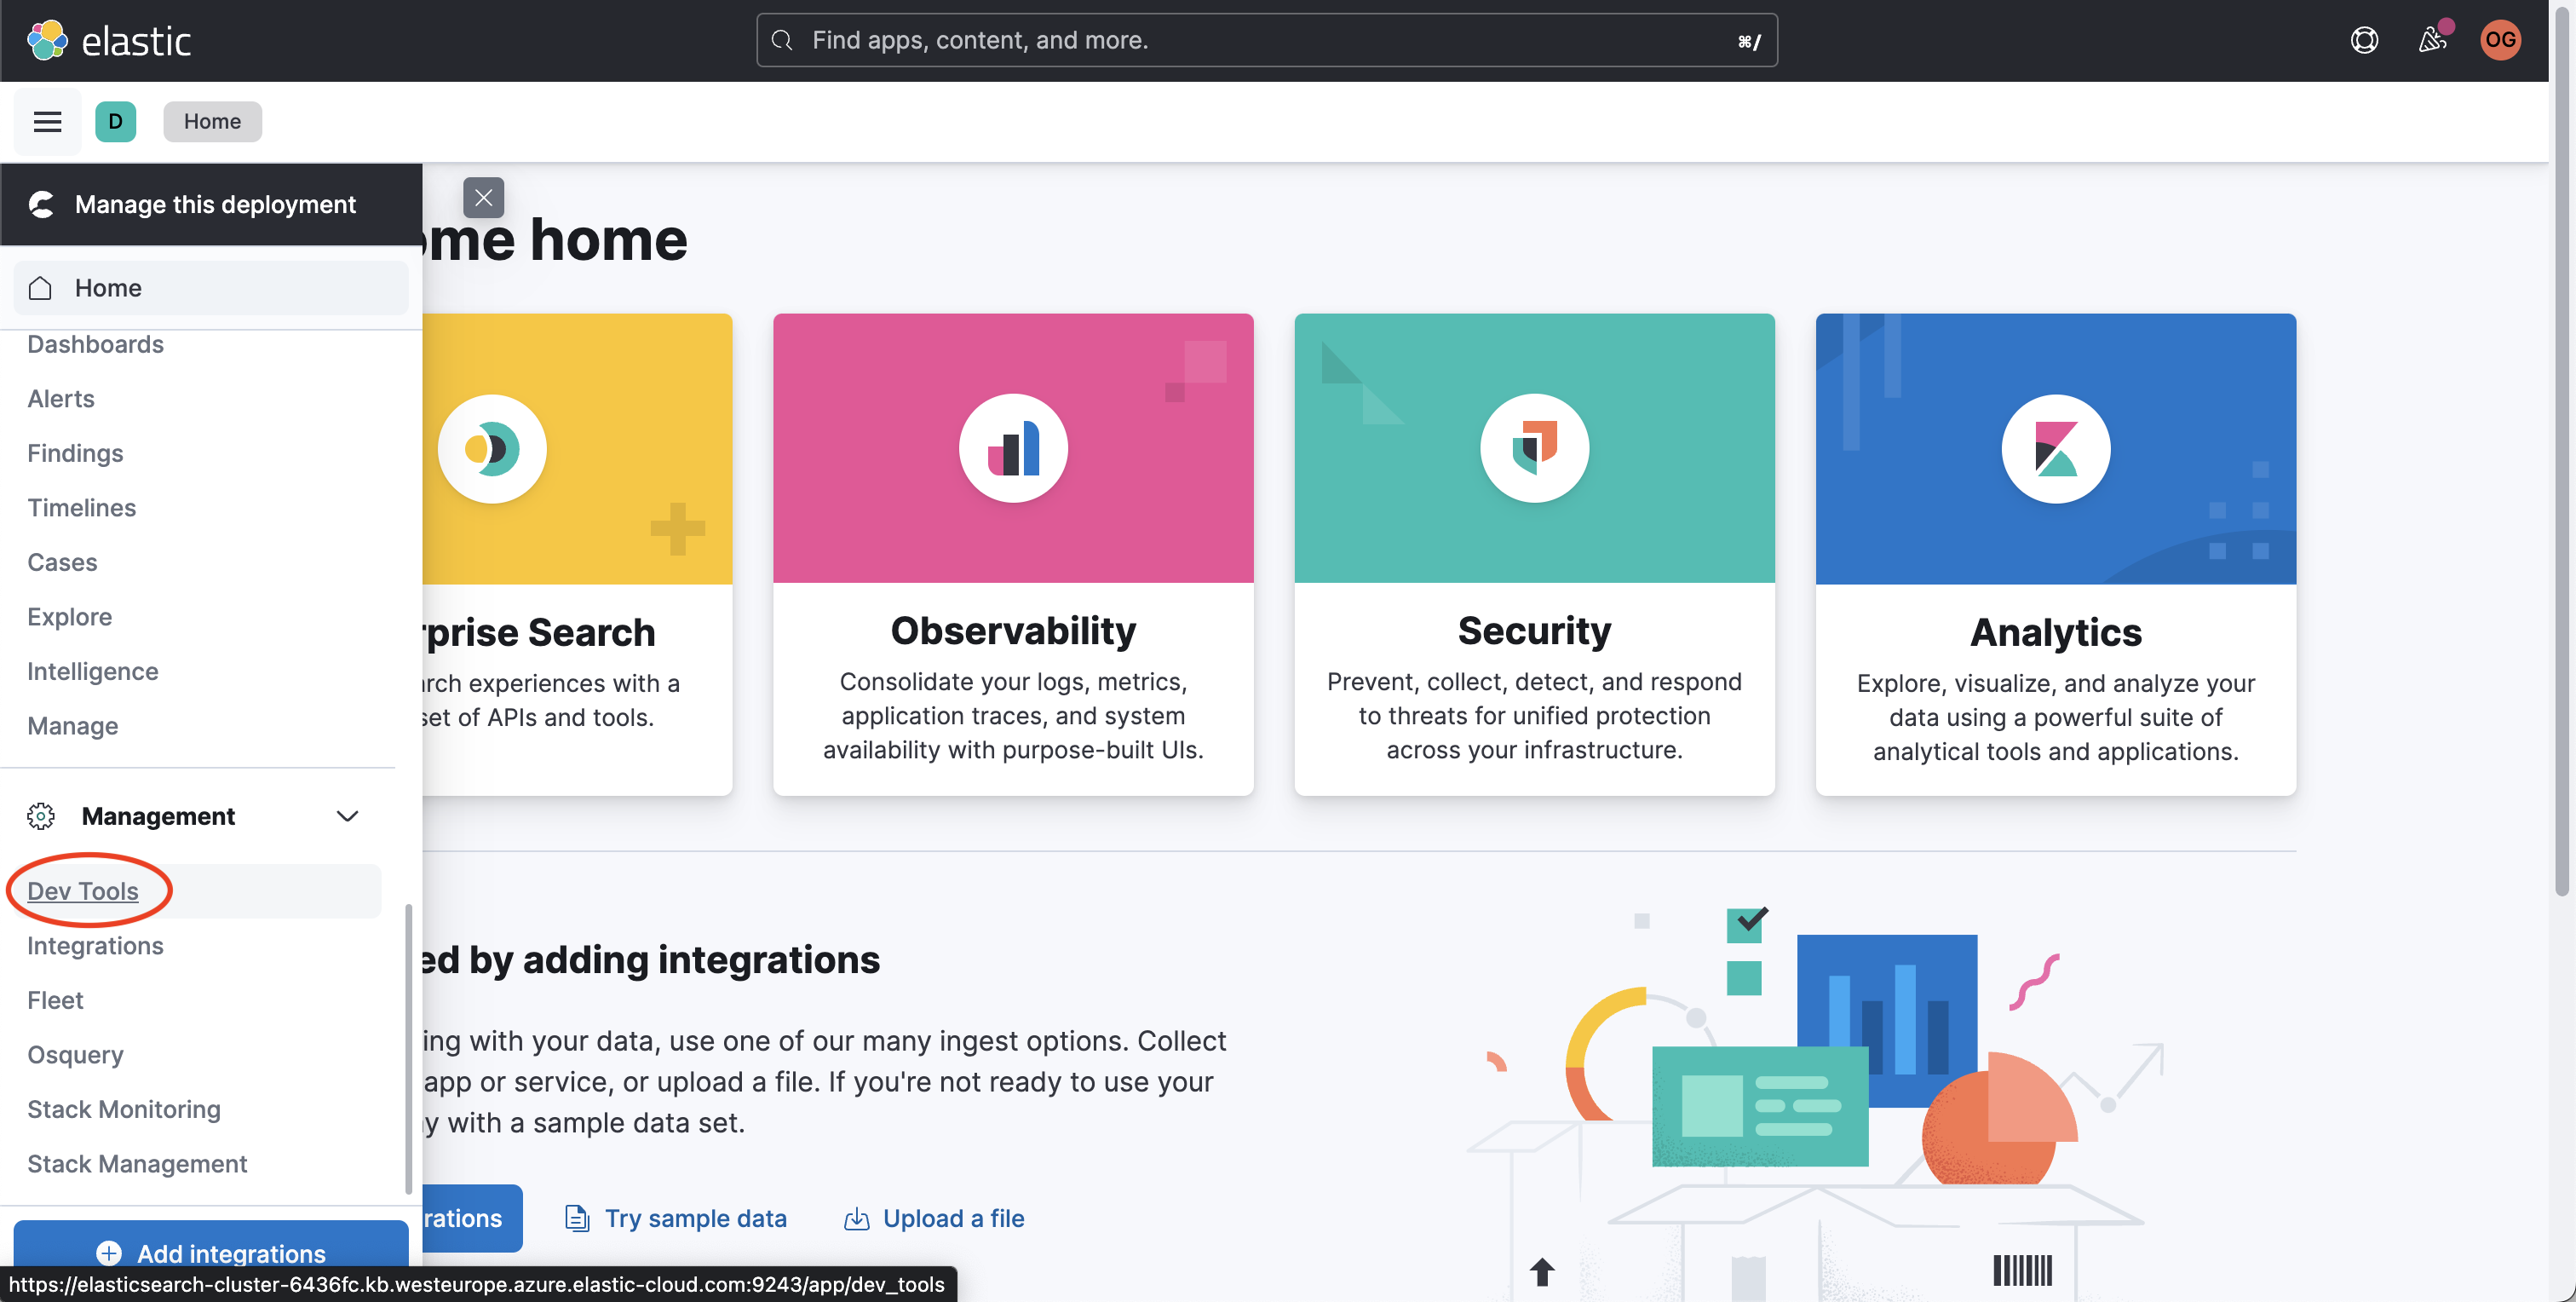 elastic
Find apps, content, and more.
⌘/
OG
D
Home
Manage this deployment
ome home
Home
Dashboards
Alerts
Findings
Timelines
Cases
Explore
Intelligence
Manage
Management
Dev Tools
Integrations
Fleet
Osquery
Stack Monitoring
Stack Management
Add integrations
rprise Search
rch experiences with a
set of APIs and tools.
Observability
Consolidate your logs, metrics,
application traces, and system
availability with purpose-built UIs.
Security
Prevent, collect, detect, and respond
to threats for unified protection
across your infrastructure.
Analytics
Explore, visualize, and analyze your
data using a powerful suite of
analytical tools and applications.
ed by adding integrations
ing with your data, use one of our many ingest options. Collect
app or service, or upload a file. If you're not ready to use your
y with a sample data set.
rations
Try sample data
Upload a file
https://elasticsearch-cluster-6436fc.kb.westeurope.azure.elastic-cloud.com:9243/app/dev_tools